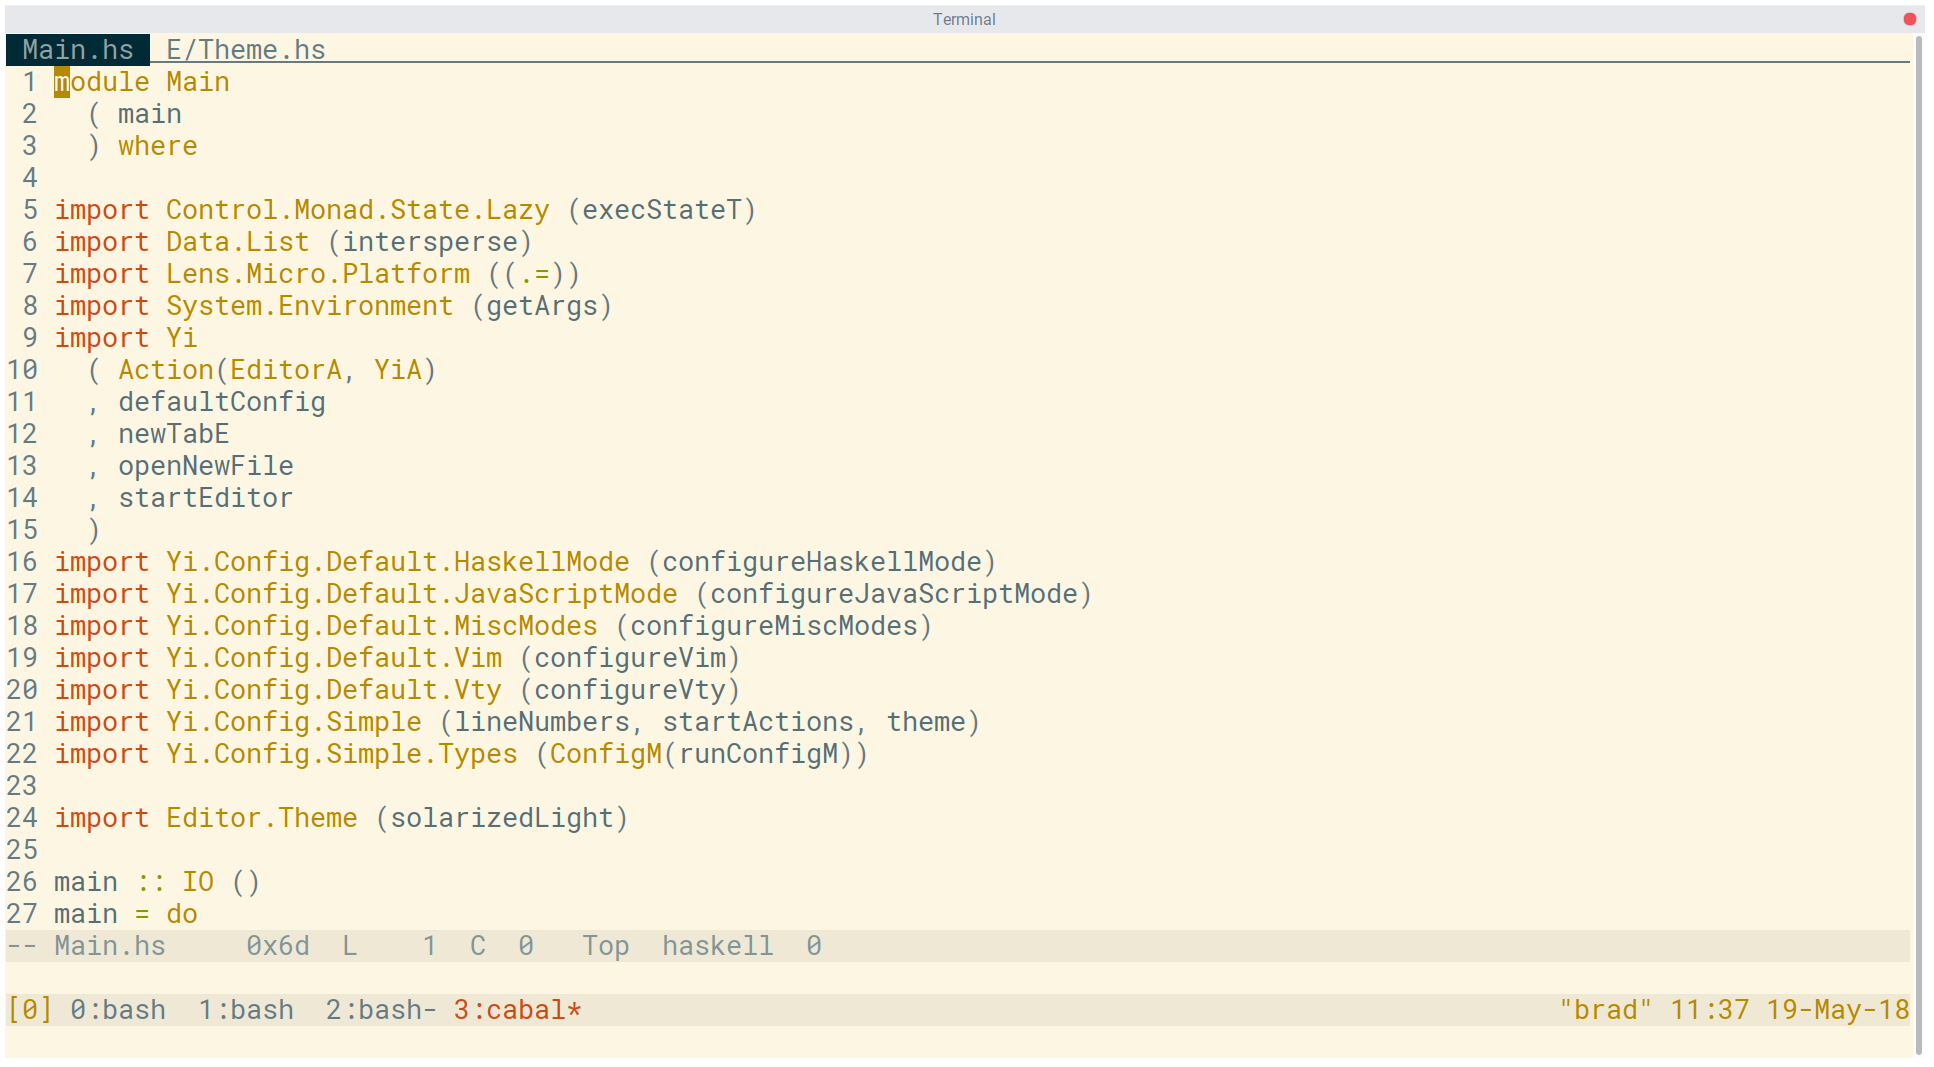 Terminal
Main.hs  E/Theme.hs
 1 module Main
 2   ( main
 3   ) where
 4
 5 import Control.Monad.State.Lazy (execStateT)
 6 import Data.List (intersperse)
 7 import Lens.Micro.Platform ((.=))
 8 import System.Environment (getArgs)
 9 import Yi
10   ( Action(EditorA, YiA)
11   , defaultConfig
12   , newTabE
13   , openNewFile
14   , startEditor
15   )
16 import Yi.Config.Default.HaskellMode (configureHaskellMode)
17 import Yi.Config.Default.JavaScriptMode (configureJavaScriptMode)
18 import Yi.Config.Default.MiscModes (configureMiscModes)
19 import Yi.Config.Default.Vim (configureVim)
20 import Yi.Config.Default.Vty (configureVty)
21 import Yi.Config.Simple (lineNumbers, startActions, theme)
22 import Yi.Config.Simple.Types (ConfigM(runConfigM))
23
24 import Editor.Theme (solarizedLight)
25
26 main :: IO ()
27 main = do
-- Main.hs     0x6d  L    1  C  0   Top  haskell  0
[0] 0:bash  1:bash  2:bash- 3:cabal*  "brad" 11:37 19-May-18